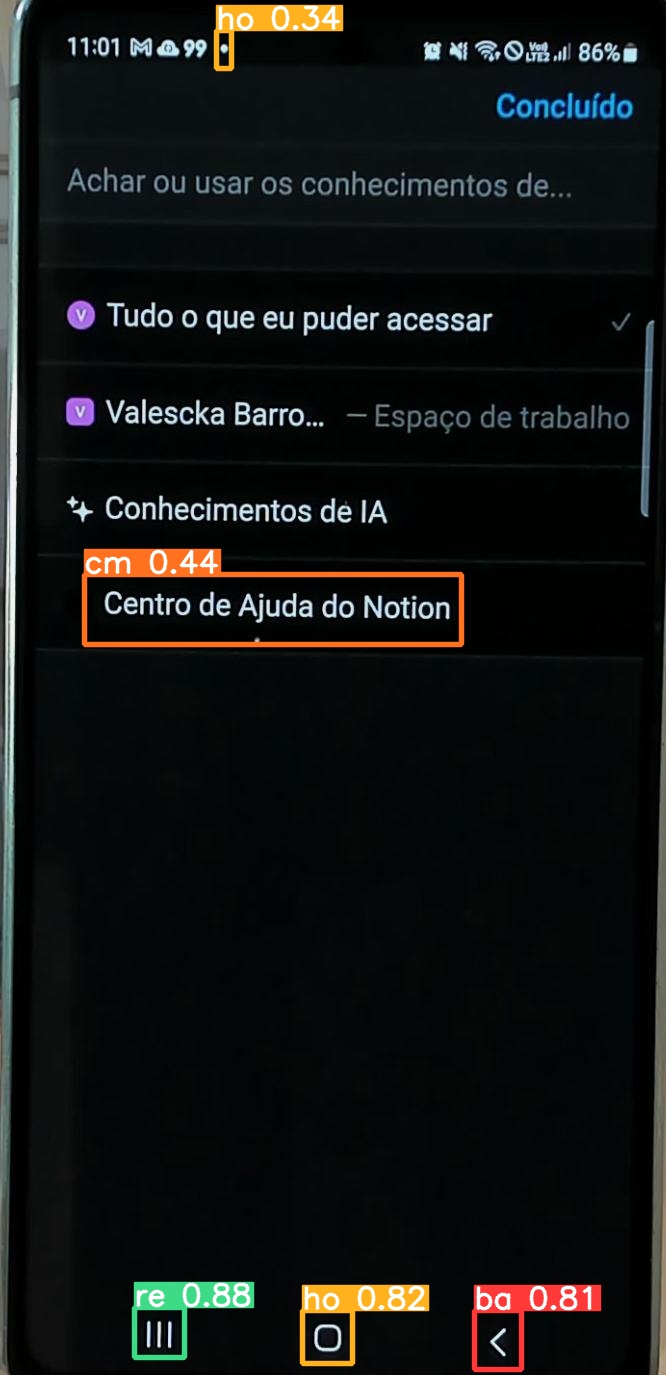 ho 0.34
11:01 99 86%
Concluído
Achar ou usar os conhecimentos de...
V Tudo o que eu puder acessar
V Valescka Barro... — Espaço de trabalho
Conhecimentos de IA
cm 0.44
Centro de Ajuda do Notion
re 0.88 ho 0.82 ba 0.81